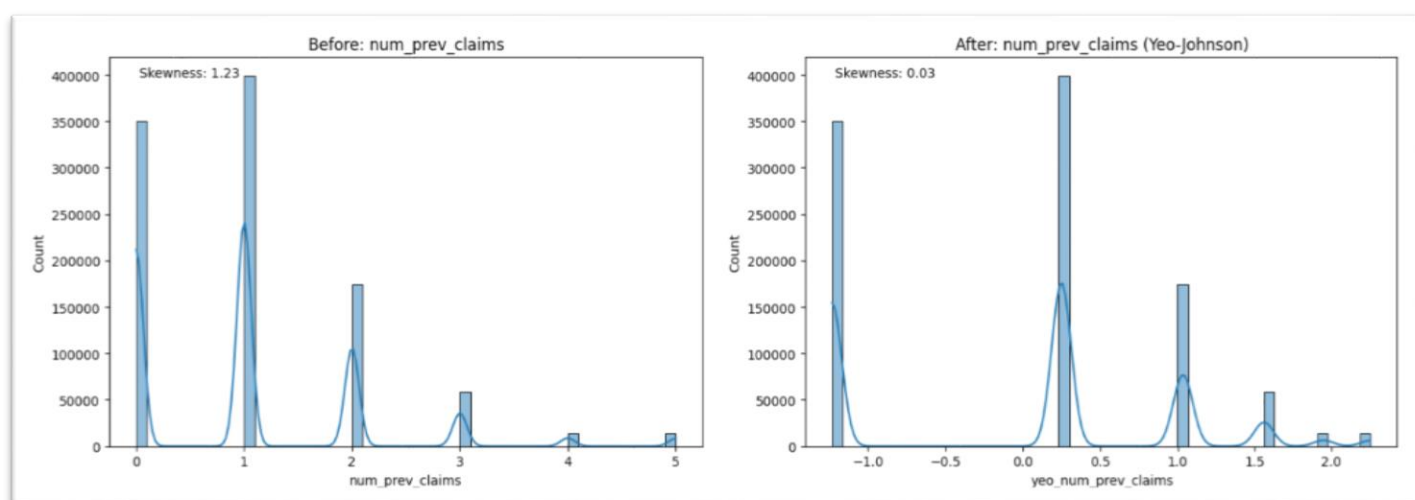 Before: num_prev_claims
Skewness: 1.23
400000
350000
300000
250000
200000
150000
100000
50000
0
Count
0 1 2 3 4 5
num_prev_claims
After: num_prev_claims (Yeo-Johnson)
Skewness: 0.03
400000
350000
300000
250000
200000
150000
100000
50000
0
Count
−1.0 −0.5 0.0 0.5 1.0 1.5 2.0
yeo_num_prev_claims